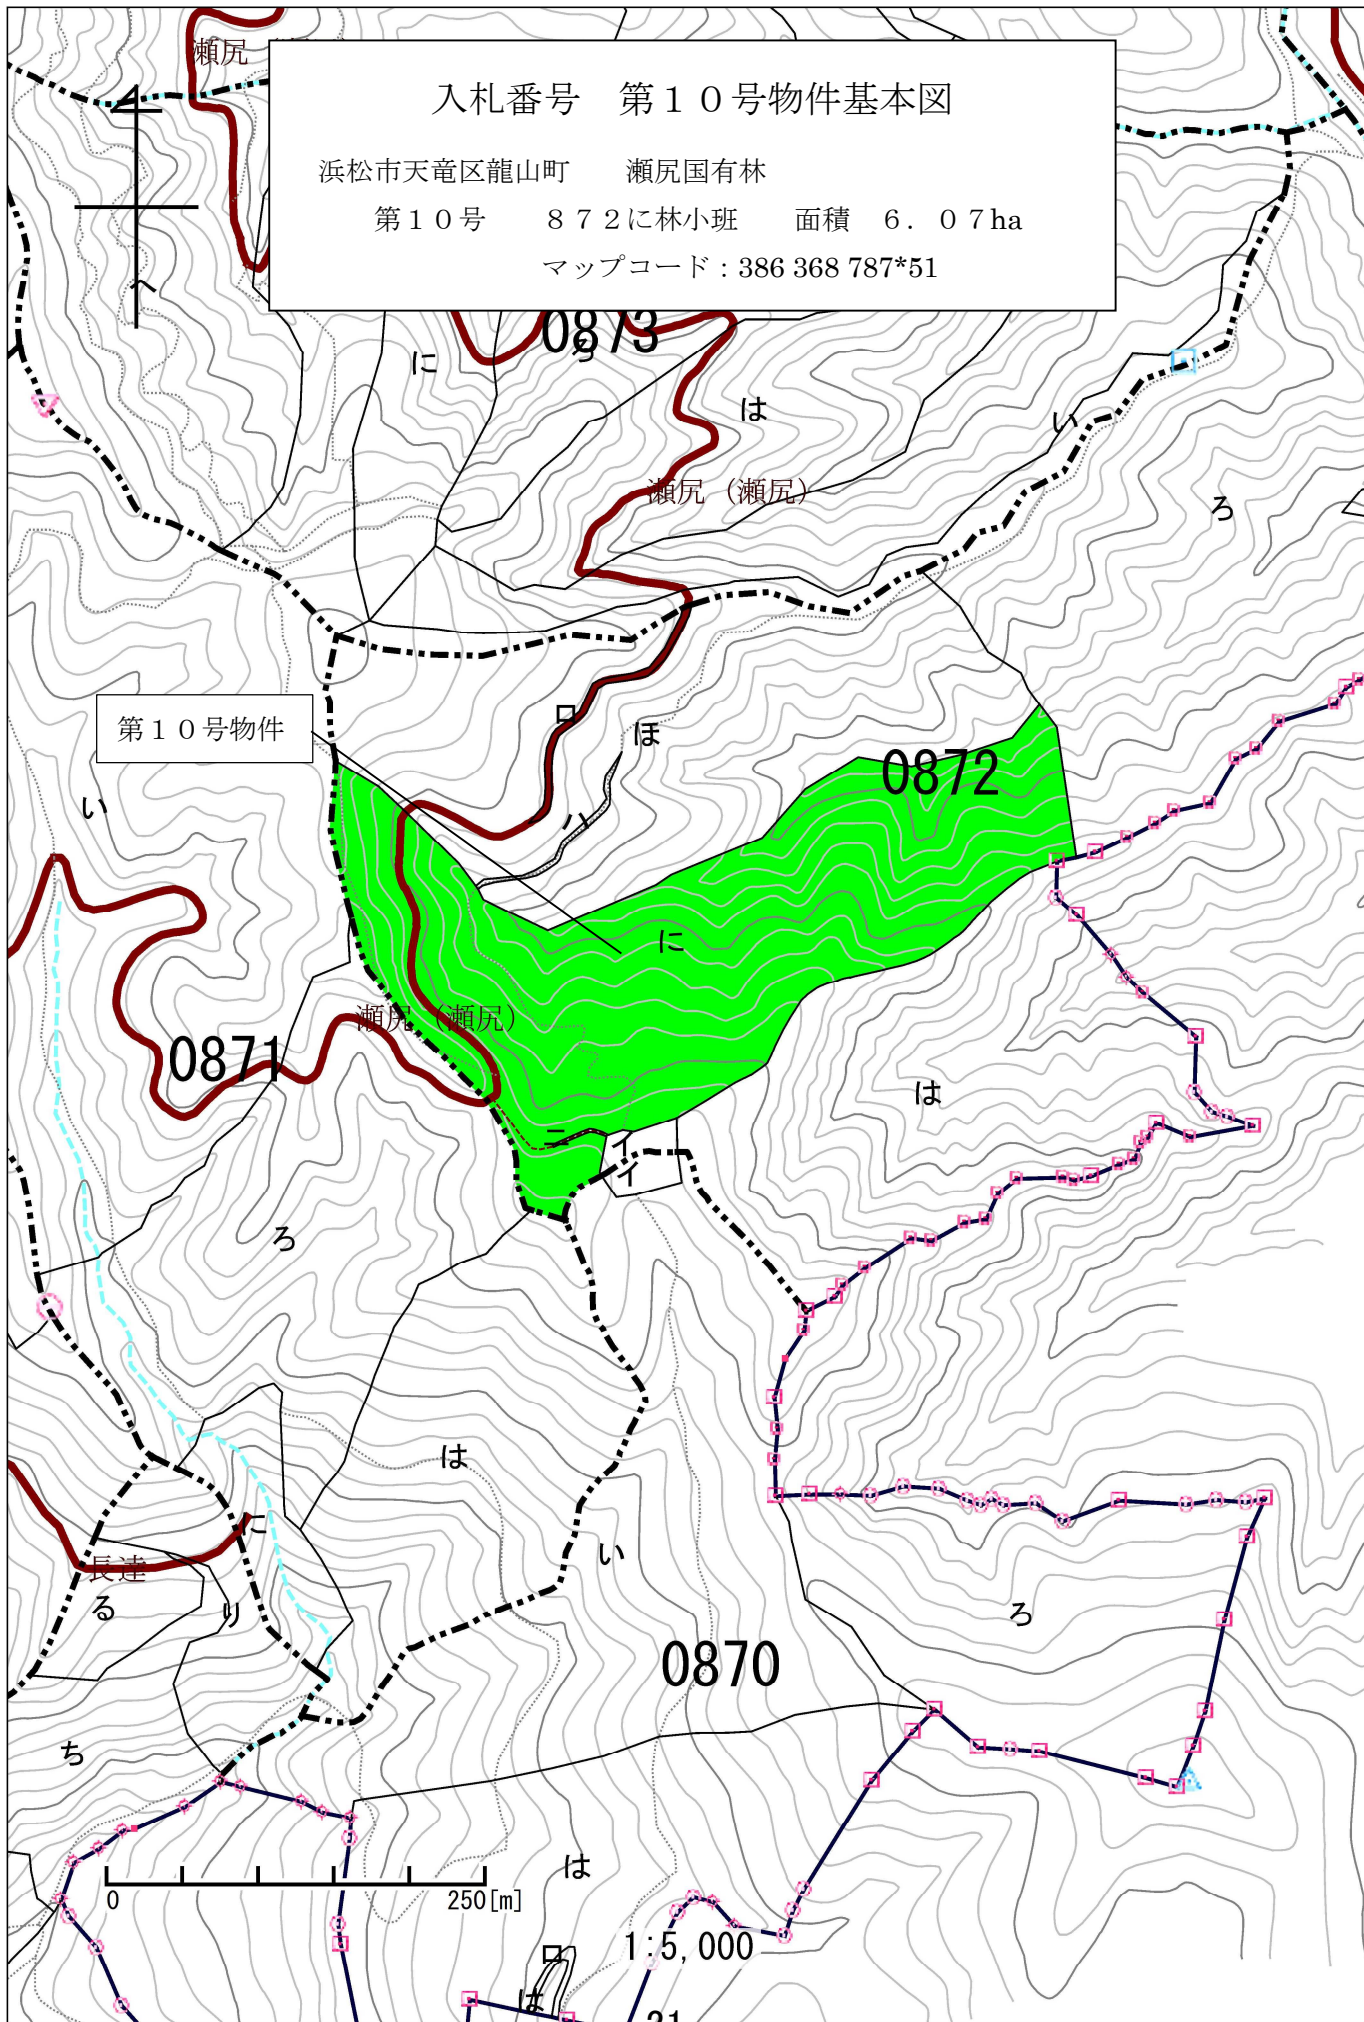 瀬尻
入札番号　第１０号物件基本図
浜松市天竜区龍山町　　瀬尻国有林
第１０号　　８７２に林小班　　面積　６．０７ha
マップコード：386 368 787*51
へ
0873
に
ろ
は
い
瀬尻（瀬尻）
ろ
第１０号物件
ロ
ほ
0872
い
ハ
に
瀬尻（瀬尻）
0871
は
ニ
イ
イ
ろ
は
に
い
長達
る
り
ろ
0870
ち
は
0
250[m]
1:5,000
ロ
は